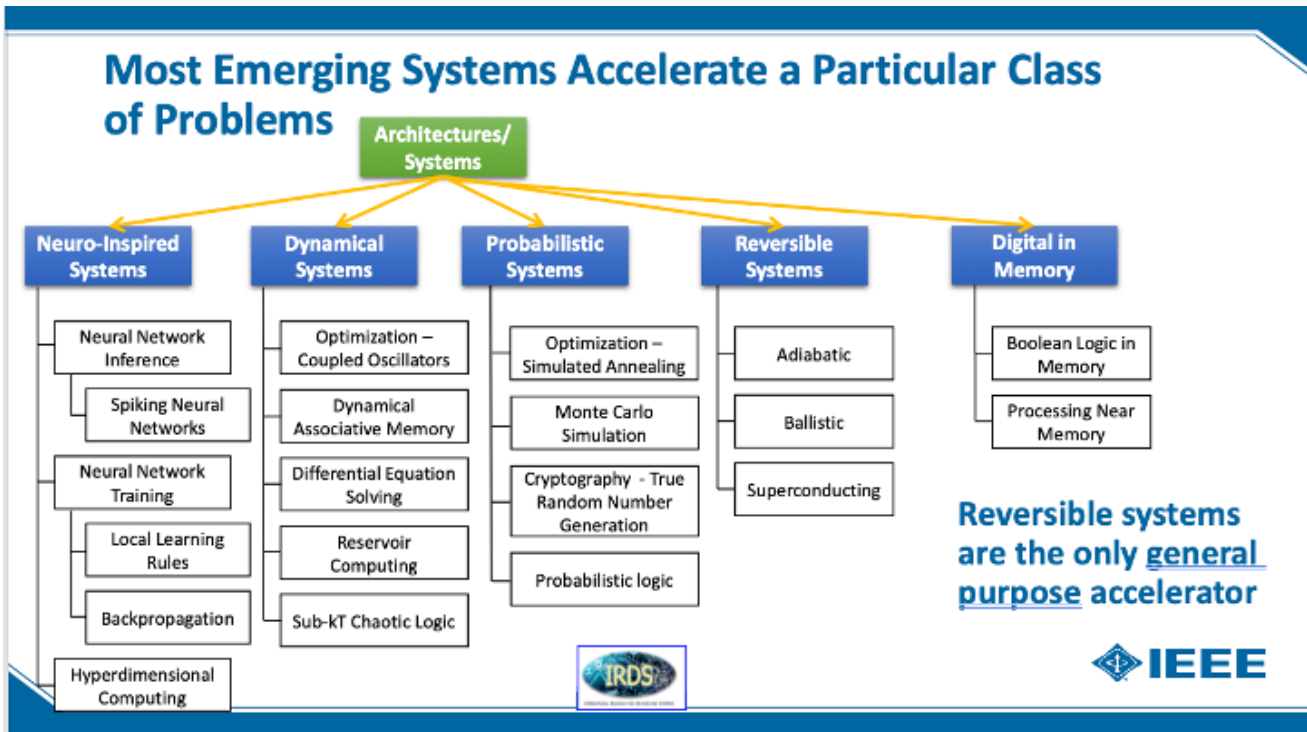 Most Emerging Systems Accelerate a Particular Class
of Problems
Architectures/
Systems
Neuro-Inspired
Systems
Neural Network
Inference
Spiking Neural
Networks
Neural Network
Training
Local Learning
Rules
Backpropagation
Hyperdimensional
Computing
Dynamical
Systems
Optimization –
Coupled Oscillators
Dynamical
Associative Memory
Differential Equation
Solving
Reservoir
Computing
Sub-kT Chaotic Logic
Probabilistic
Systems
Optimization –
Simulated Annealing
Monte Carlo
Simulation
Cryptography - True
Random Number
Generation
Probabilistic logic
Reversible
Systems
Adiabatic
Ballistic
Superconducting
Digital in
Memory
Boolean Logic in
Memory
Processing Near
Memory
Reversible systems
are the only general
purpose accelerator
IRDS
IEEE